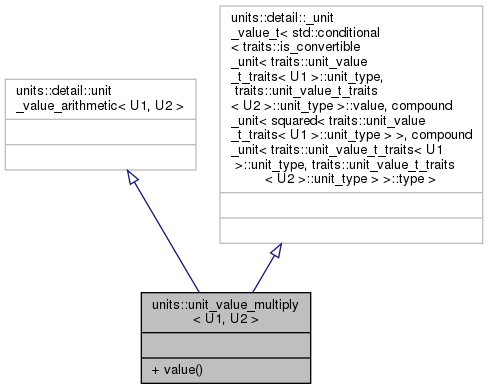 units::detail::unit
_value_arithmetic< U1, U2 >
units::detail::_unit
_value_t< std::conditional
< traits::is_convertible
_unit< traits::unit_value
_t_traits< U1 >::unit_type,
traits::unit_value_t_traits
< U2 >::unit_type >::value, compound
_unit< squared< traits::unit_value
_t_traits< U1 >::unit_type > >, compound
_unit< traits::unit_value_t_traits< U1
>::unit_type, traits::unit_value_t_traits
< U2 >::unit_type > >::type >
units::unit_value_multiply
< U1, U2 >
+ value()